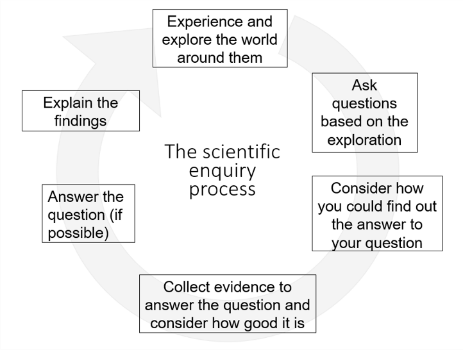 Experience and
explore the world
around them
Ask
questions
based on the
exploration
Consider how
you could find out
the answer to
your question
Collect evidence to
answer the question and
consider how good it is
Answer the
question (if
possible)
Explain the
findings
The scientific
enquiry
process